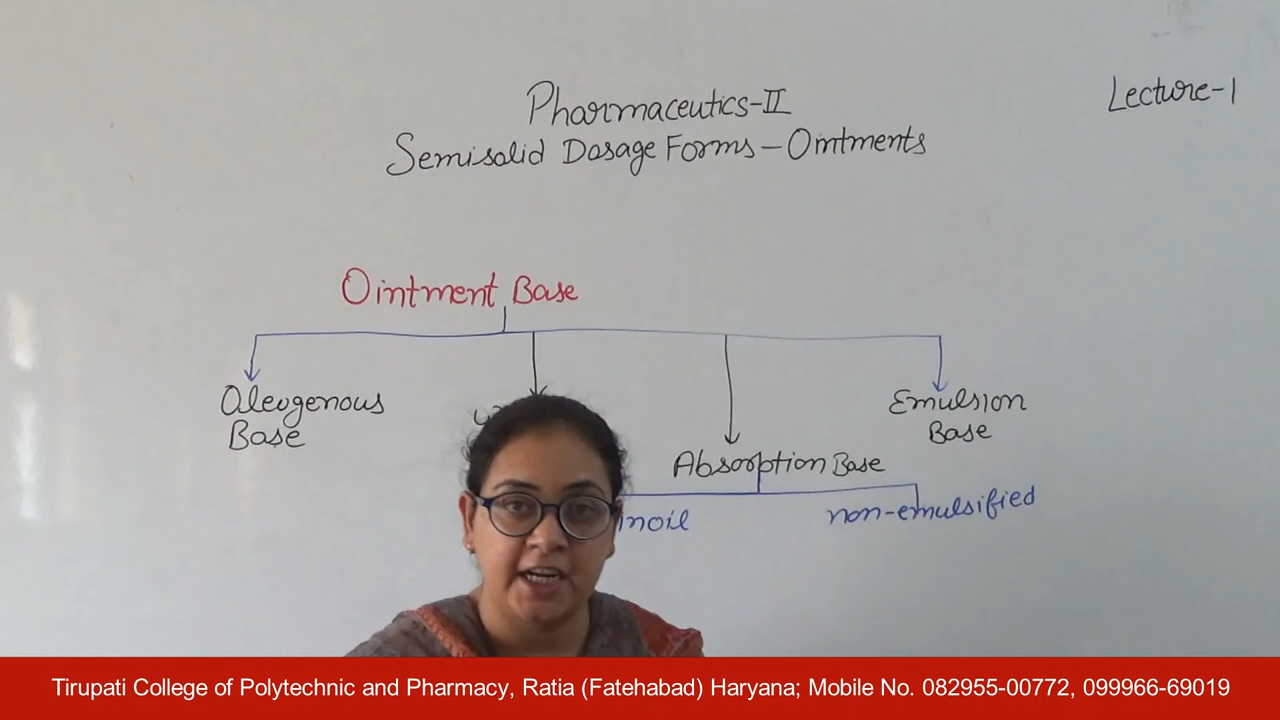 Pharmaceutics-II
Lecture-1
Semisolid Dosage Forms - Ointments
Ointment Base
Oleogenous
Base
Emulsion
Base
Absorption Base
inoil
non-emulsified
Tirupati College of Polytechnic and Pharmacy, Ratia (Fatehabad) Haryana; Mobile No. 082955-00772, 099966-69019